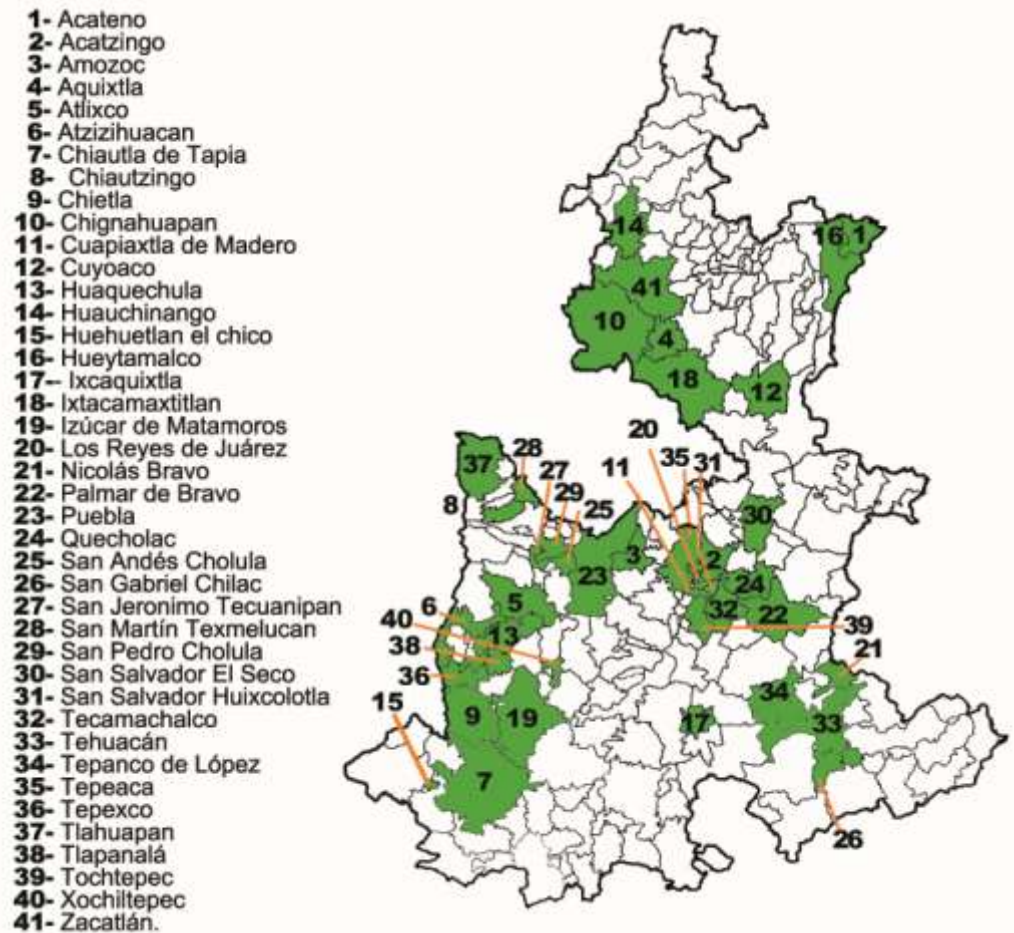 1- Acateno
2- Acatzingo
3- Amozoc
4- Aquixtla
5- Atlixco
6- Atzizihuacan
7- Chiautla de Tapia
8- Chiautzingo
9- Chietla
10- Chignahuapan
11- Cuapiaxtla de Madero
12- Cuyoaco
13- Huaquechula
14- Huauchinango
15- Huehuetlan el chico
16- Hueytamalco
17-- Ixcaquixtla
18- Ixtacamaxtitlan
19- Izúcar de Matamoros
20- Los Reyes de Juárez
21- Nicolás Bravo
22- Palmar de Bravo
23- Puebla
24- Quecholac
25- San Andés Cholula
26- San Gabriel Chilac
27- San Jeronimo Tecuanipan
28- San Martín Texmelucan
29- San Pedro Cholula
30- San Salvador El Seco
31- San Salvador Huixcolotla
32- Tecamachalco
33- Tehuacán
34- Tepanco de López
35- Tepeaca
36- Tepexco
37- Tlahuapan
38- Tlapanalá
39- Tochtepec
40- Xochiltepec
41- Zacatlán.
14
16 1
41
10
4
18
12
20
35 31
28
27
11
37
29
8
25
30
3
2
23
24
6
5
32 22
40
13
39
38
21
36
34
15
9
19
17
33
7
26